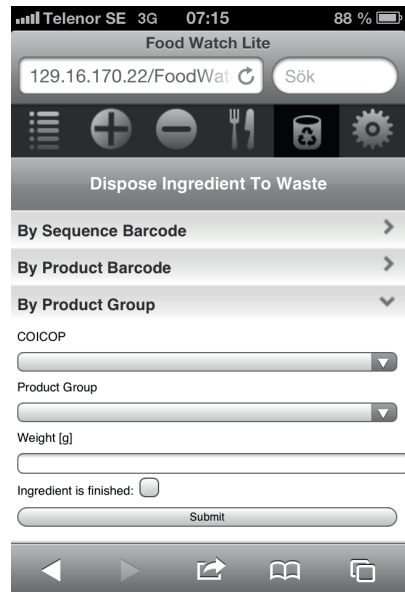 Telenor SE 3G 07:15 88 %
Food Watch Lite
129.16.170.22/FoodWat Sök
Dispose Ingredient To Waste
By Sequence Barcode
By Product Barcode
By Product Group
COICOP
Product Group
Weight [g]
Ingredient is finished:
Submit